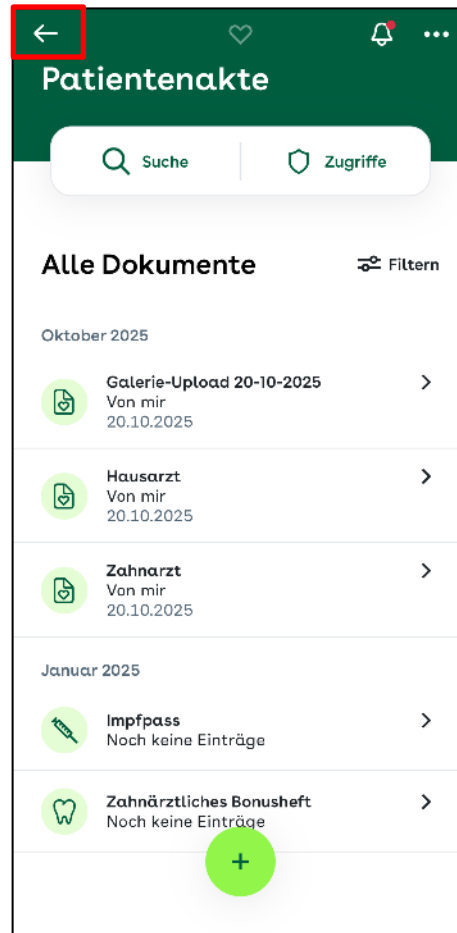 Patientenakte
Suche
Zugriffe
Alle Dokumente
Filtern
Oktober 2025
Galerie-Upload 20-10-2025
Von mir
20.10.2025
Hausarzt
Von mir
20.10.2025
Zahnarzt
Von mir
20.10.2025
Januar 2025
Impfpass
Noch keine Einträge
Zahnärztliches Bonusheft
Noch keine Einträge